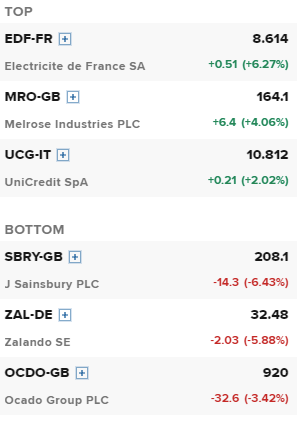 TOP
EDF-FR
8.614
Electricite de France SA
+0.51 (+6.27%)
MRO-GB
164.1
Melrose Industries PLC
+6.4 (+4.06%)
UCG-IT
10.812
UniCredit SpA
+0.21 (+2.02%)
BOTTOM
SBRY-GB
208.1
J Sainsbury PLC
-14.3 (-6.43%)
ZAL-DE
32.48
Zalando SE
-2.03 (-5.88%)
OCDO-GB
920
Ocado Group PLC
-32.6 (-3.42%)